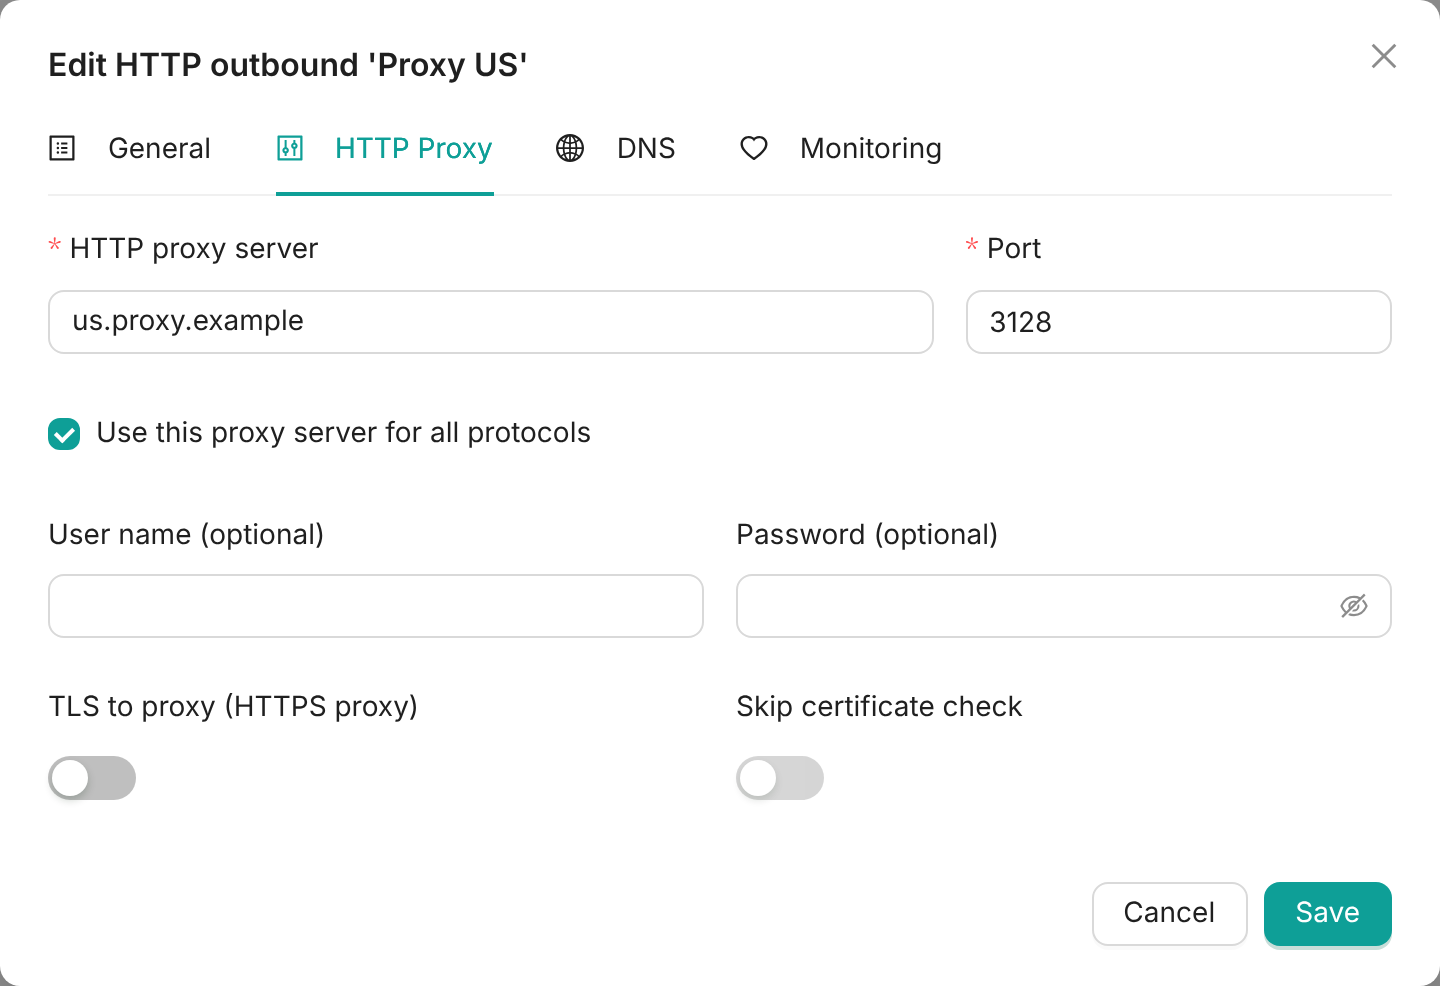 Edit HTTP outbound 'Proxy US'
General HTTP Proxy DNS Monitoring
* HTTP proxy server * Port
us.proxy.example 3128
Use this proxy server for all protocols
User name (optional) Password (optional)
TLS to proxy (HTTPS proxy) Skip certificate check
Cancel Save